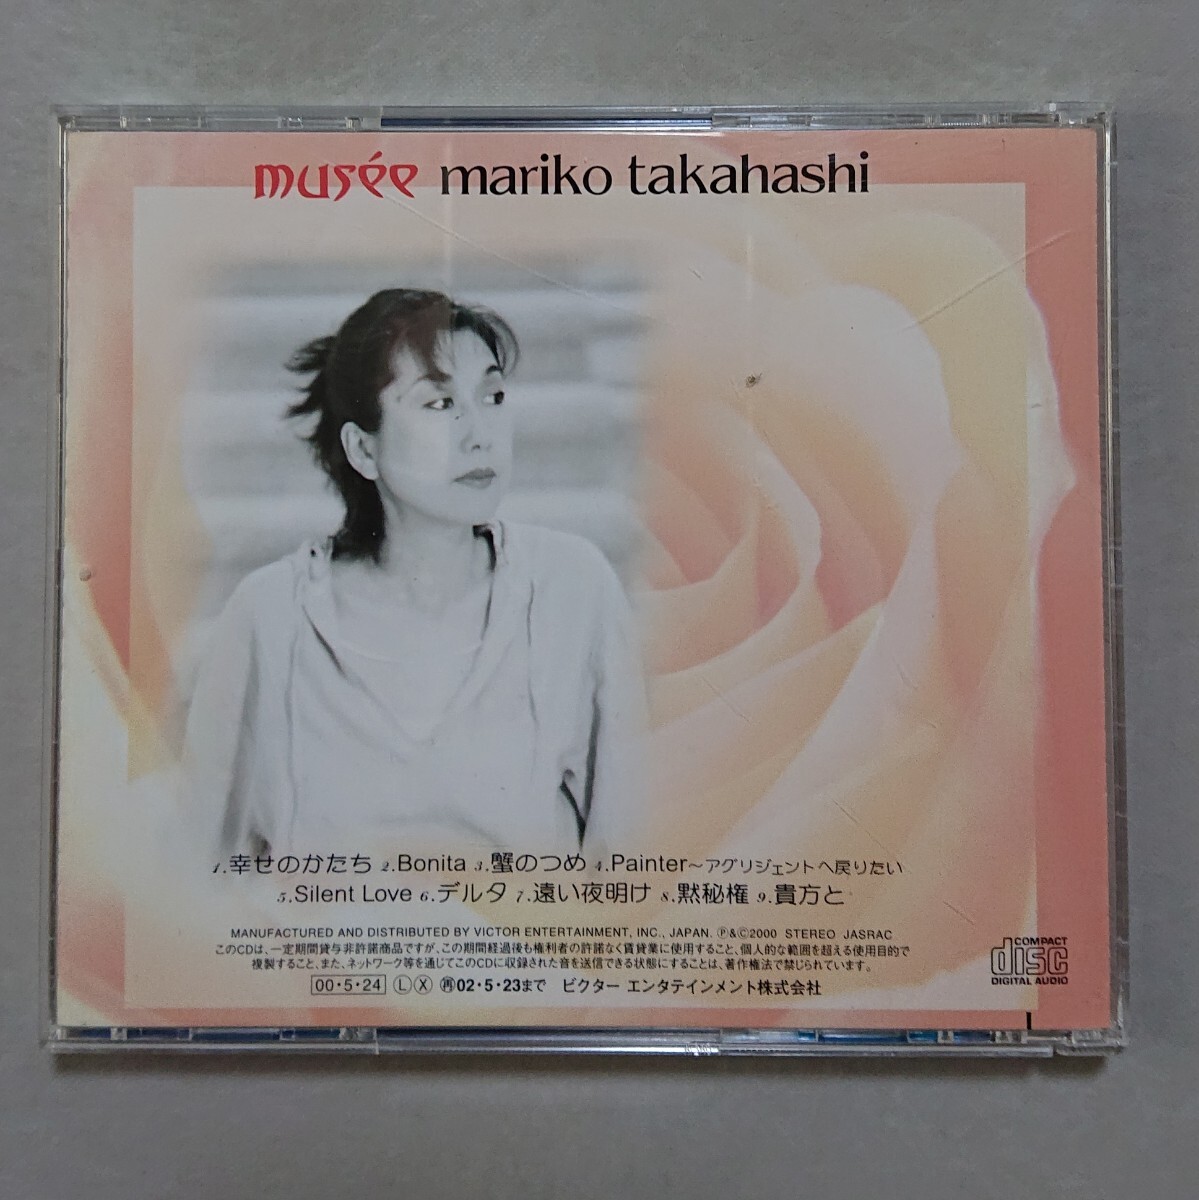 musée mariko takahashi
1.幸せのかたち 2.Bonita 3.蟹のつめ 4.Painter～アグリジェントへ戻りたい
5.Silent Love 6.デルタ 7.遠い夜明け 8.黙秘権 9.貴方と
MANUFACTURED AND DISTRIBUTED BY VICTOR ENTERTAINMENT, INC., JAPAN. Ⓟ&©2000 STEREO JASRAC
このCDは、一定期間貸与非許諾商品ですが、この期間経過後も権利者の許諾なく賃貸業に使用すること、個人的な範囲を超える使用目的で
複製すること、また、ネットワーク等を通じてこのCDに収録された音を送信できる状態にすることは、著作権法で禁じられています。
00・5・24 Ⓛ Ⓧ 再02・5・23まで ビクター エンタテインメント株式会社
COMPACT
disc
DIGITAL AUDIO